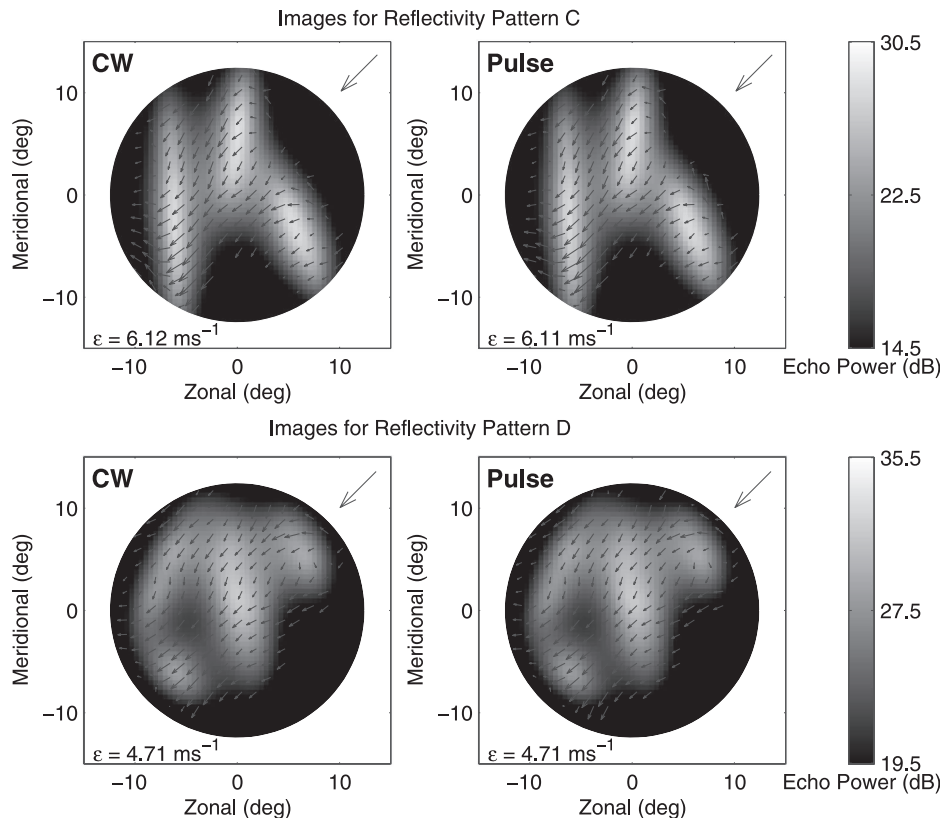 Images for Reflectivity Pattern C
CW
Pulse
30.5
22.5
14.5
Echo Power (dB)
Meridional (deg)
10
0
−10
ε = 6.12 ms⁻¹
−10 0 10
Zonal (deg)
Meridional (deg)
10
0
−10
ε = 6.11 ms⁻¹
−10 0 10
Zonal (deg)
Images for Reflectivity Pattern D
CW
Pulse
35.5
27.5
19.5
Echo Power (dB)
Meridional (deg)
10
0
−10
ε = 4.71 ms⁻¹
−10 0 10
Zonal (deg)
Meridional (deg)
10
0
−10
ε = 4.71 ms⁻¹
−10 0 10
Zonal (deg)